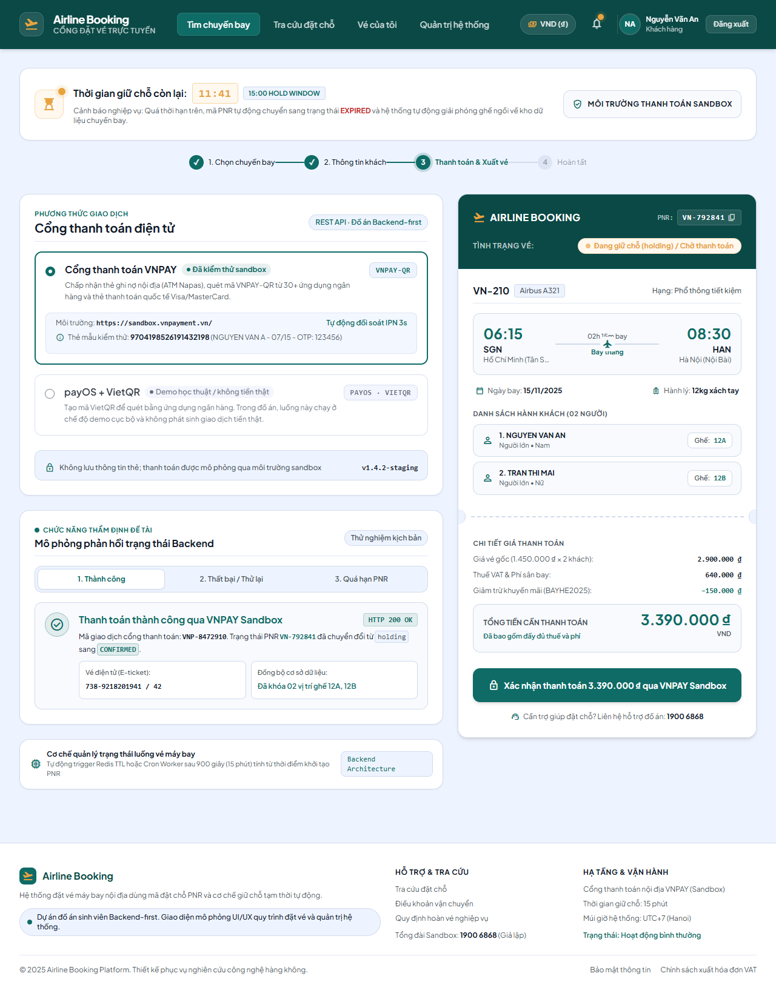 Airline Booking
CỔNG ĐẶT VÉ TRỰC TUYẾN
Tìm chuyến bay
Tra cứu đặt chỗ
Vé của tôi
Quản trị hệ thống
VND (₫)
NA
Nguyễn Văn An
Khách hàng
Đăng xuất
Thời gian giữ chỗ còn lại:
11:41
15:00 HOLD WINDOW
Cảnh báo nghiệp vụ: Quá thời hạn trên, mã PNR tự động chuyển sang trạng thái EXPIRED và hệ thống tự động giải phóng ghế ngồi về kho dữ
liệu chuyến bay.
MÔI TRƯỜNG THANH TOÁN SANDBOX
1. Chọn chuyến bay
2. Thông tin khách
3
Thanh toán & Xuất vé
4
Hoàn tất
PHƯƠNG THỨC GIAO DỊCH
Cổng thanh toán điện tử
REST API · Đồ án Backend-first
Cổng thanh toán VNPAY
Đã kiểm thử sandbox
VNPAY-QR
Chấp nhận thẻ ghi nợ nội địa (ATM Napas), quét mã VNPAY-QR từ 30+ ứng dụng ngân
hàng và thẻ thanh toán quốc tế Visa/MasterCard.
Môi trường: https://sandbox.vnpayment.vn/
Tự động đối soát IPN 3s
Thẻ mẫu kiểm thử: 9704198526191432198 (NGUYEN VAN A - 07/15 - OTP: 123456)
payOS + VietQR
Demo học thuật / không tiền thật
PAYOS · VIETQR
Tạo mã VietQR để quét bằng ứng dụng ngân hàng. Trong đồ án, luồng này chạy ở
chế độ demo cục bộ và không phát sinh giao dịch tiền thật.
Không lưu thông tin thẻ; thanh toán được mô phỏng qua môi trường sandbox
v1.4.2-staging
CHỨC NĂNG THẨM ĐỊNH ĐỀ TÀI
Mô phỏng phản hồi trạng thái Backend
Thử nghiệm kịch bản
1. Thành công
2. Thất bại / Thử lại
3. Quá hạn PNR
Thanh toán thành công qua VNPAY Sandbox
HTTP 200 OK
Mã giao dịch cổng thanh toán: VNP-8472910. Trạng thái PNR VN-792841 đã chuyển đổi từ holding
sang CONFIRMED.
Vé điện tử (E-ticket):
738-9218201941 / 42
Đồng bộ cơ sở dữ liệu:
Đã khóa 02 vị trí ghế 12A, 12B
Cơ chế quản lý trạng thái luồng vé máy bay
Tự động trigger Redis TTL hoặc Cron Worker sau 900 giây (15 phút) tính từ thời điểm khởi tạo
PNR
Backend
Architecture
AIRLINE BOOKING
PNR: VN-792841
TÌNH TRẠNG VÉ:
Đang giữ chỗ (holding) / Chờ thanh toán
VN-210
Airbus A321
Hạng: Phổ thông tiết kiệm
06:15
SGN
Hồ Chí Minh (Tân S...
02h 15m bay
Bay thẳng
08:30
HAN
Hà Nội (Nội Bài)
Ngày bay: 15/11/2025
Hành lý: 12kg xách tay
DANH SÁCH HÀNH KHÁCH (02 NGƯỜI)
1. NGUYEN VAN AN
Người lớn • Nam
Ghế: 12A
2. TRAN THI MAI
Người lớn • Nữ
Ghế: 12B
CHI TIẾT GIÁ THANH TOÁN
Giá vé gốc (1.450.000 ₫ × 2 khách):
2.900.000 ₫
Thuế VAT & Phí sân bay:
640.000 ₫
Giảm trừ khuyến mãi (BAYHE2025):
-150.000 ₫
TỔNG TIỀN CẦN THANH TOÁN
Đã bao gồm đầy đủ thuế và phí
3.390.000 ₫
VND
Xác nhận thanh toán 3.390.000 ₫ qua VNPAY Sandbox
Cần trợ giúp đặt chỗ? Liên hệ hỗ trợ đồ án: 1900 6868
Airline Booking
Hệ thống đặt vé máy bay nội địa dùng mã đặt chỗ PNR và cơ chế giữ chỗ tạm thời tự động.
Dự án đồ án sinh viên Backend-first. Giao diện mô phỏng UI/UX quy trình đặt vé và quản trị hệ
thống.
HỖ TRỢ & TRA CỨU
Tra cứu đặt chỗ
Điều khoản vận chuyển
Quy định hoàn vé nghiệp vụ
Tổng đài Sandbox: 1900 6868 (Giả lập)
HẠ TẦNG & VẬN HÀNH
Cổng thanh toán nội địa VNPAY (Sandbox)
Thời gian giữ chỗ: 15 phút
Múi giờ hệ thống: UTC+7 (Hanoi)
Trạng thái: Hoạt động bình thường
© 2025 Airline Booking Platform. Thiết kế phục vụ nghiên cứu công nghệ hàng không.
Bảo mật thông tin
Chính sách xuất hóa đơn VAT